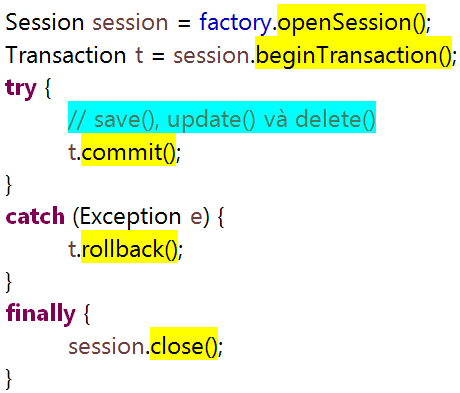 Session session = factory.openSession();
Transaction t = session.beginTransaction();
try {
// save(), update() và delete()
t.commit();
}
catch (Exception e) {
t.rollback();
}
finally {
session.close();
}